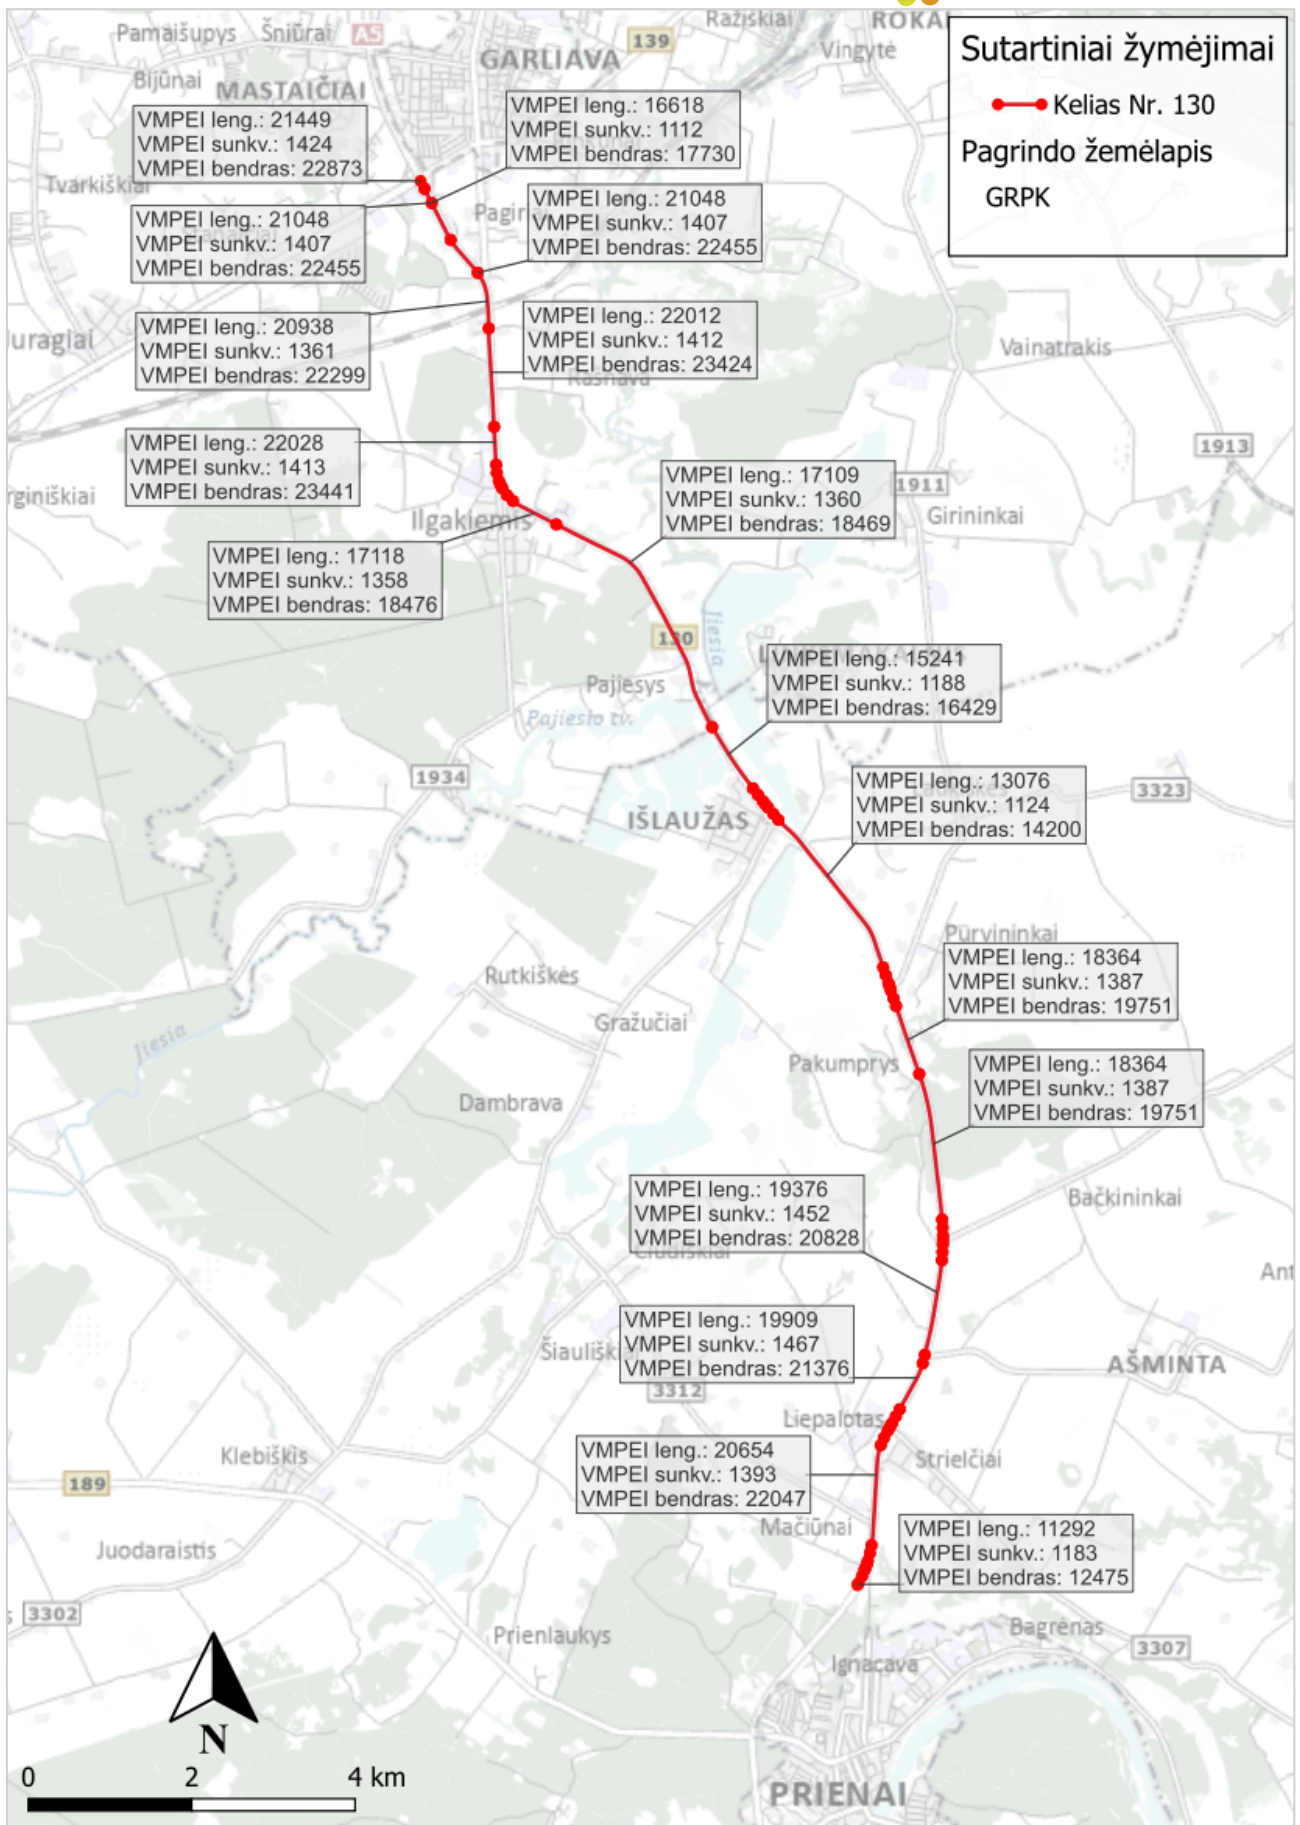 Pamaišupys
Šniūrai
A5
139
Ražiškiai
ROKAI
Vingytė
Bijūnai
MASTAIČIAI
GARLIAVA
Sutartiniai žymėjimai
Kelias Nr. 130
Pagrindo žemėlapis
GRPK
VMPEI leng.: 21449
VMPEI sunkv.: 1424
VMPEI bendras: 22873
VMPEI leng.: 16618
VMPEI sunkv.: 1112
VMPEI bendras: 17730
Tvarkiškiai
VMPEI leng.: 21048
VMPEI sunkv.: 1407
VMPEI bendras: 22455
VMPEI leng.: 21048
VMPEI sunkv.: 1407
VMPEI bendras: 22455
VMPEI leng.: 20938
VMPEI sunkv.: 1361
VMPEI bendras: 22299
VMPEI leng.: 22012
VMPEI sunkv.: 1412
VMPEI bendras: 23424
uragiai
Vainatrakis
VMPEI leng.: 22028
VMPEI sunkv.: 1413
VMPEI bendras: 23441
1913
rginiškiai
VMPEI leng.: 17109
VMPEI sunkv.: 1360
VMPEI bendras: 18469
1911
Girininkai
Ilgakiemis
VMPEI leng.: 17118
VMPEI sunkv.: 1358
VMPEI bendras: 18476
130
Jiesia
VMPEI leng.: 15241
VMPEI sunkv.: 1188
VMPEI bendras: 16429
Pajiesys
Pajiesio tv.
1934
3323
VMPEI leng.: 13076
VMPEI sunkv.: 1124
VMPEI bendras: 14200
IŠLAUŽAS
Pūrvininkai
VMPEI leng.: 18364
VMPEI sunkv.: 1387
VMPEI bendras: 19751
Rutkiškės
Gražučiai
Jiesia
Pakumprys
VMPEI leng.: 18364
VMPEI sunkv.: 1387
VMPEI bendras: 19751
Dambrava
VMPEI leng.: 19376
VMPEI sunkv.: 1452
VMPEI bendras: 20828
Bačkininkai
Ant
VMPEI leng.: 19909
VMPEI sunkv.: 1467
VMPEI bendras: 21376
Šiauliški
AŠMINTA
3312
Liepalotas
VMPEI leng.: 20654
VMPEI sunkv.: 1393
VMPEI bendras: 22047
Klebiškis
Strielčiai
189
Mačiūnai
VMPEI leng.: 11292
VMPEI sunkv.: 1183
VMPEI bendras: 12475
Juodaraistis
3302
Prienlaukys
Bagrėnas
3307
Ignacava
N
0 2 4 km
PRIENAI